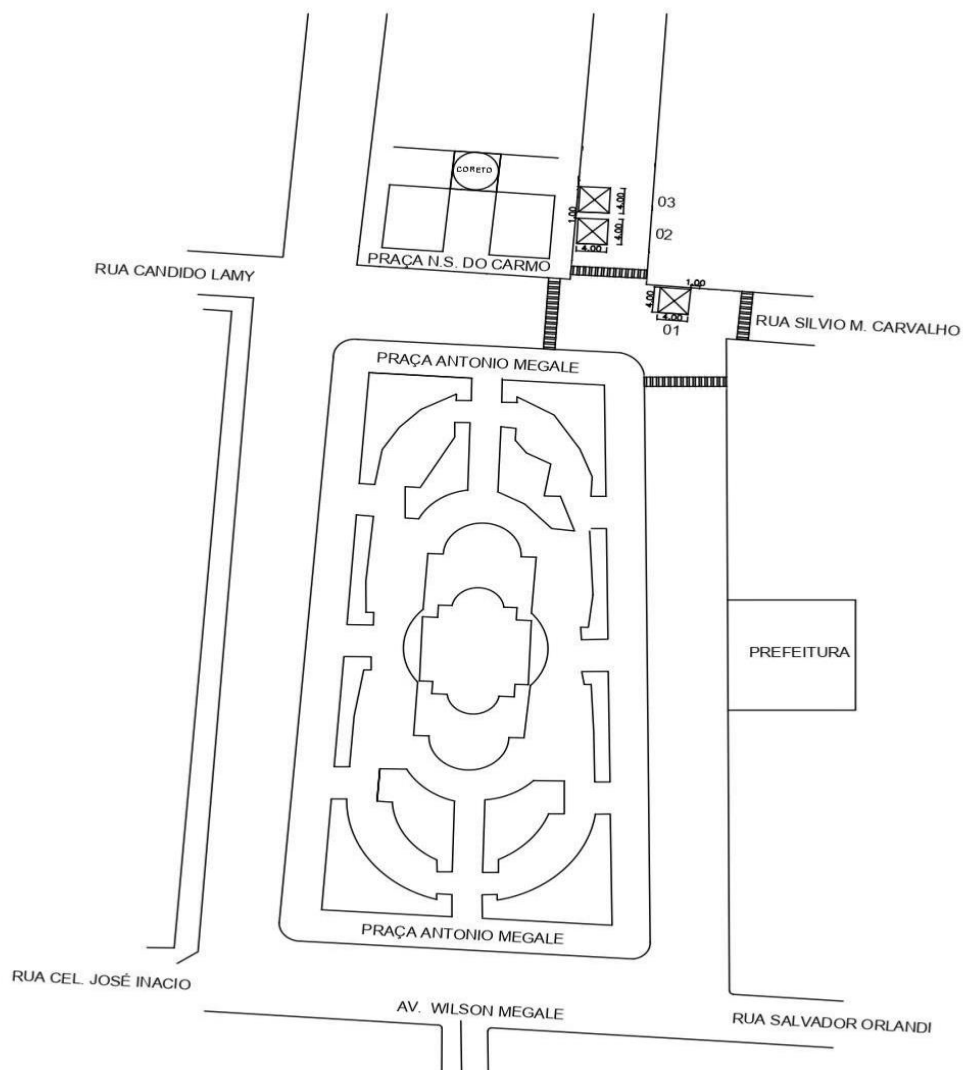 CORETO
03
4.00
1.00
02
4.00
4.00
PRAÇA N.S. DO CARMO
RUA CANDIDO LAMY
1.00
4.00
4.00
01
RUA SILVIO M. CARVALHO
PRAÇA ANTONIO MEGALE
PREFEITURA
PRAÇA ANTONIO MEGALE
RUA CEL. JOSÉ INACIO
AV. WILSON MEGALE
RUA SALVADOR ORLANDI